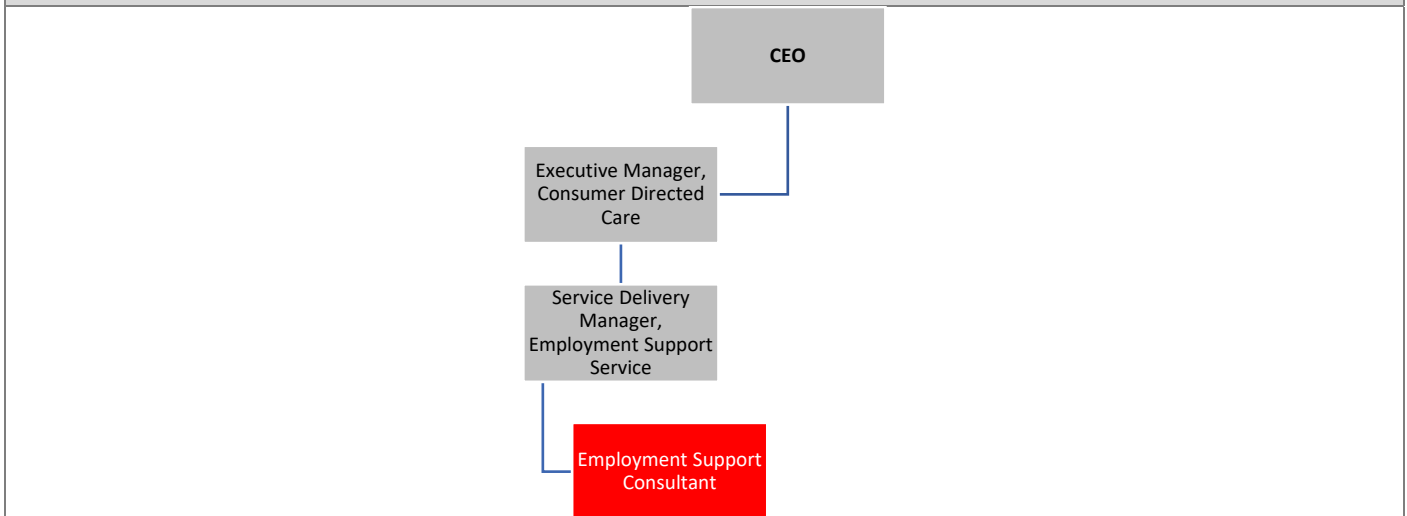 CEO
Executive Manager,
Consumer Directed
Care
Service Delivery
Manager,
Employment Support
Service
Employment Support
Consultant